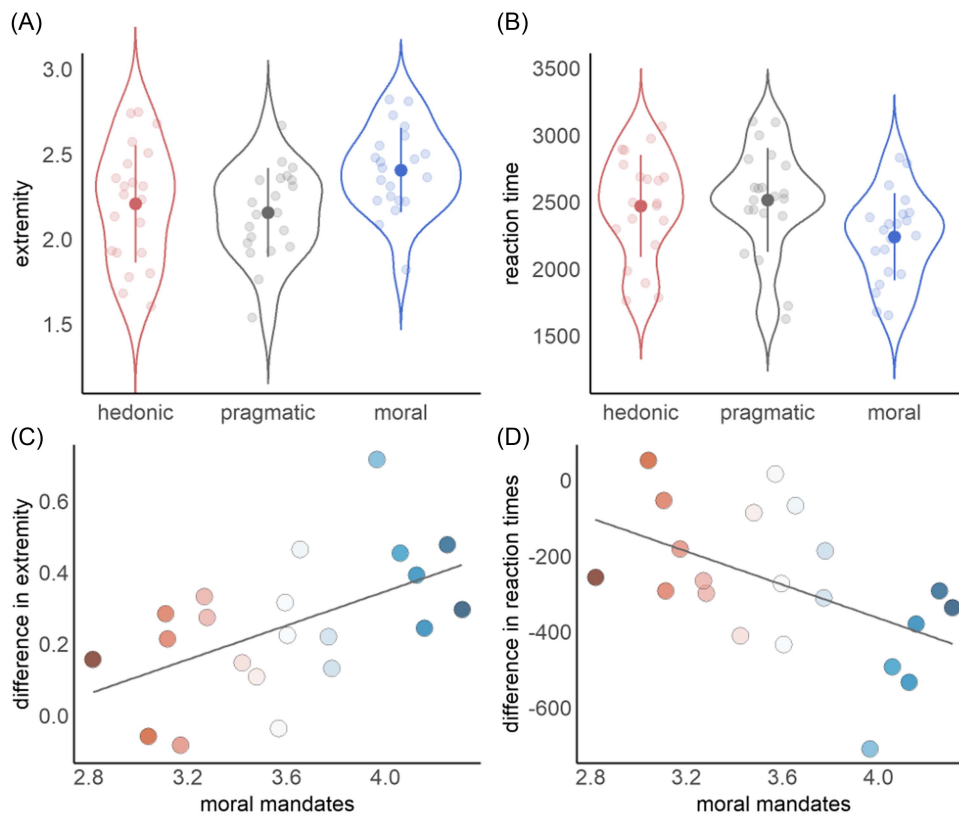 (A)
extremity
3.0
2.5
2.0
1.5
hedonic pragmatic moral
(B)
reaction time
3500
3000
2500
2000
1500
hedonic pragmatic moral
(C)
difference in extremity
0.6
0.4
0.2
0.0
2.8 3.2 3.6 4.0
moral mandates
(D)
difference in reaction times
0
-200
-400
-600
2.8 3.2 3.6 4.0
moral mandates